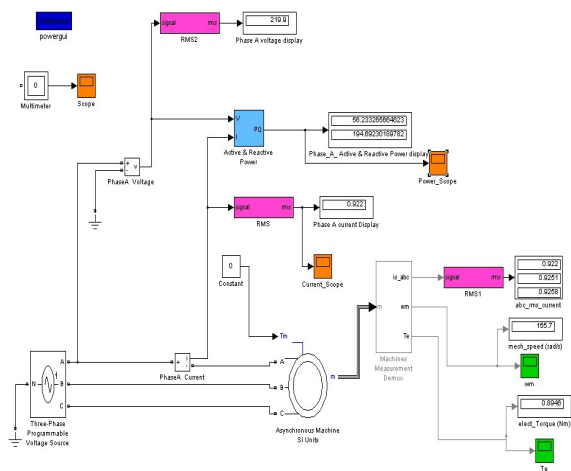 continuous
powergui
signal rms
RMS2
219.9
Phase A voltage display
0
Multimeter
Scope
V
I
PQ
Active & Reactive
Power
56.233265664623
194.69230189782
Phase_A_ Active & Reactive Power display
Power_Scope
+
-
v
PhaseA Voltage
signal rms
RMS
0.922
Phase A current Display
Current_Scope
0
Constant
is_abc
m
wm
Te
Machines
Measurement
Demux
signal rms
RMS1
0.922
0.9251
0.9258
abc_rms_current
155.7
mech_speed (rad/s)
wm
0.8946
elect_Torque (Nm)
Te
Tm
A
B
C
m
Asynchronous Machine
SI Units
+
i
-
PhaseA Current
N
A
B
C
Three-Phase
Programmable
Voltage Source